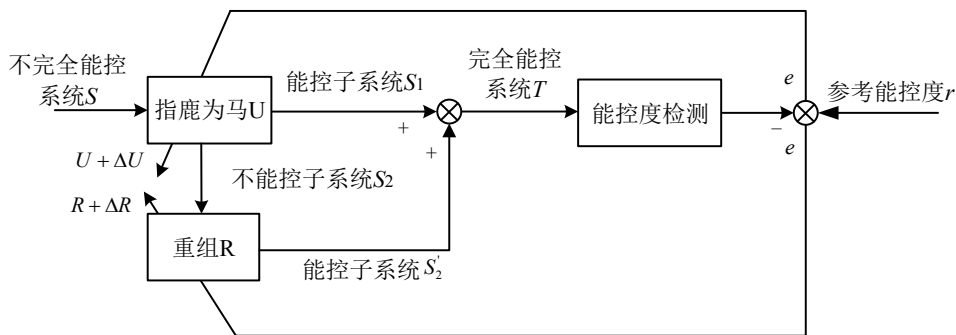 不完全能控
系统S
指鹿为马U
能控子系统S1
+
+
完全能控
系统T
能控度检测
e
−
e
参考能控度r
U + ΔU
不能控子系统S2
R + ΔR
重组R
能控子系统 S₂'